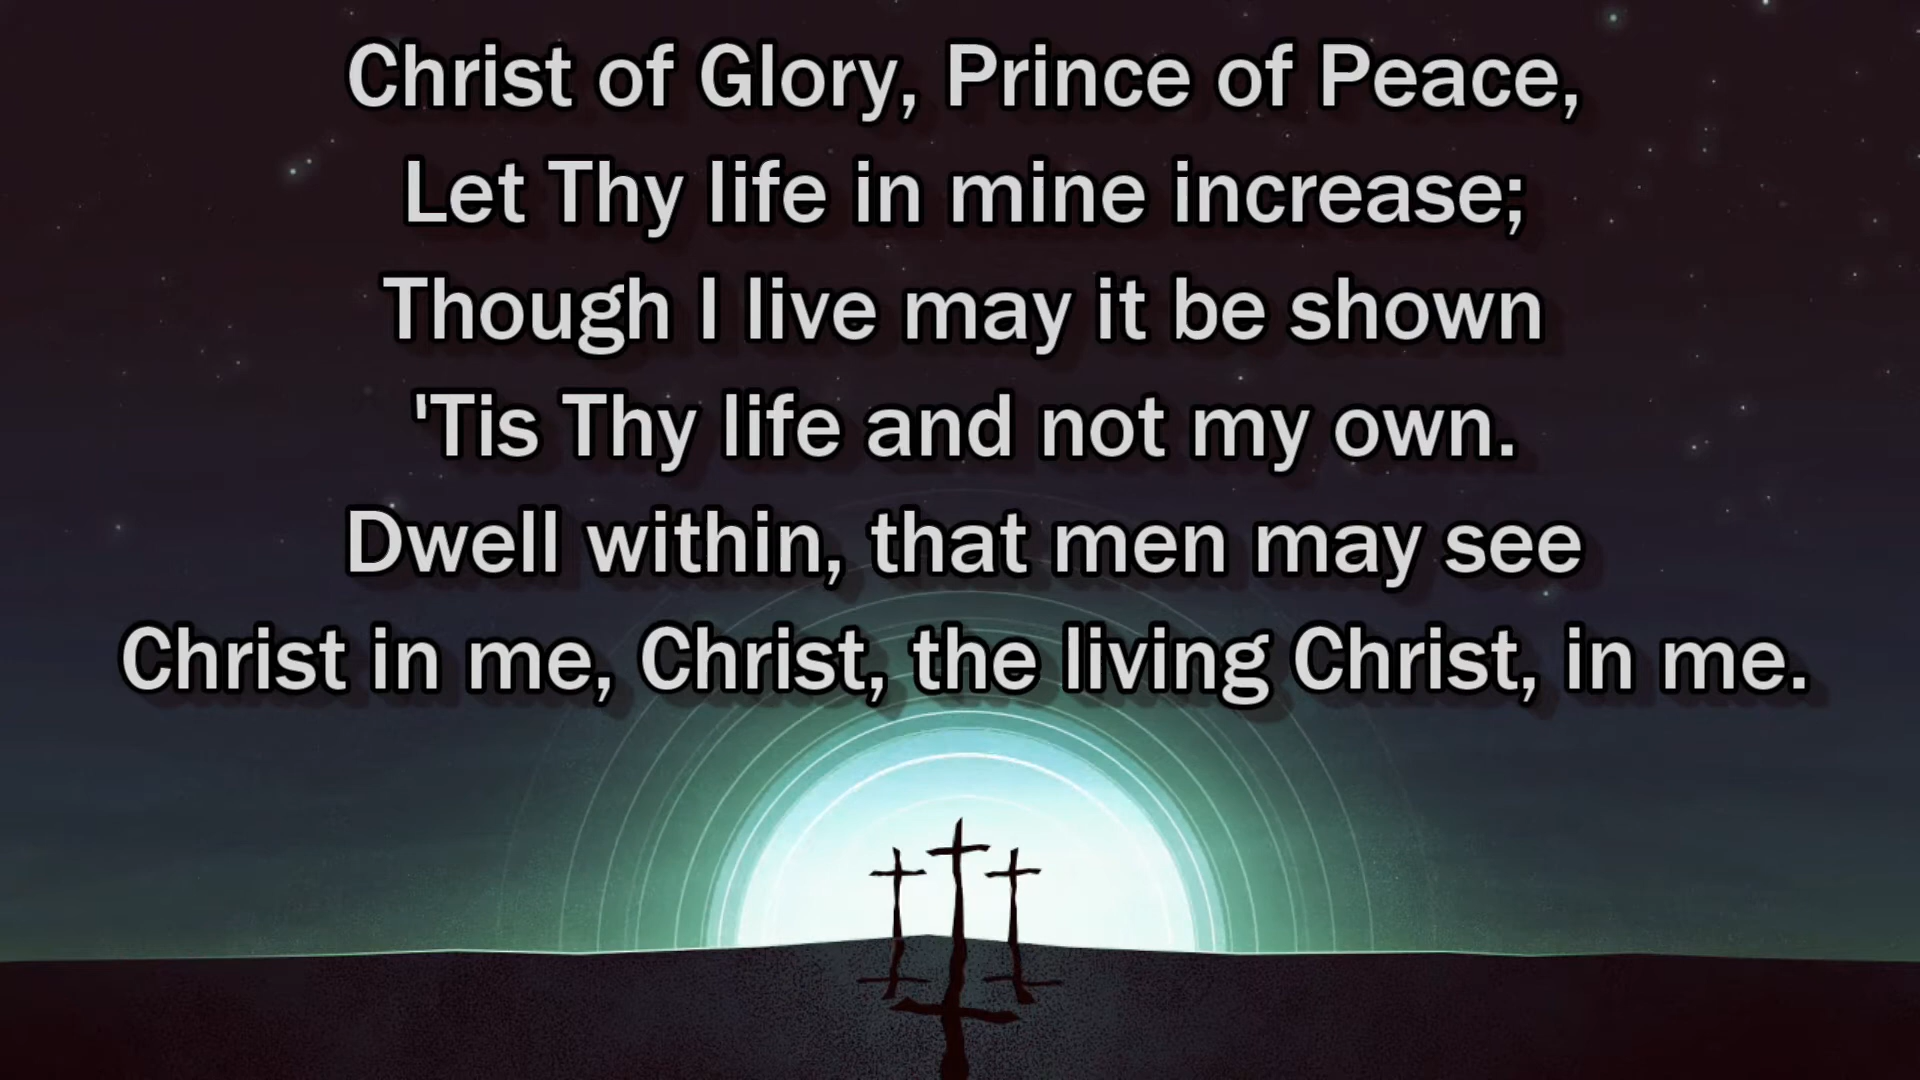 Christ of Glory, Prince of Peace,
Let Thy life in mine increase;
Though I live may it be shown
'Tis Thy life and not my own.
Dwell within, that men may see
Christ in me, Christ, the living Christ, in me.